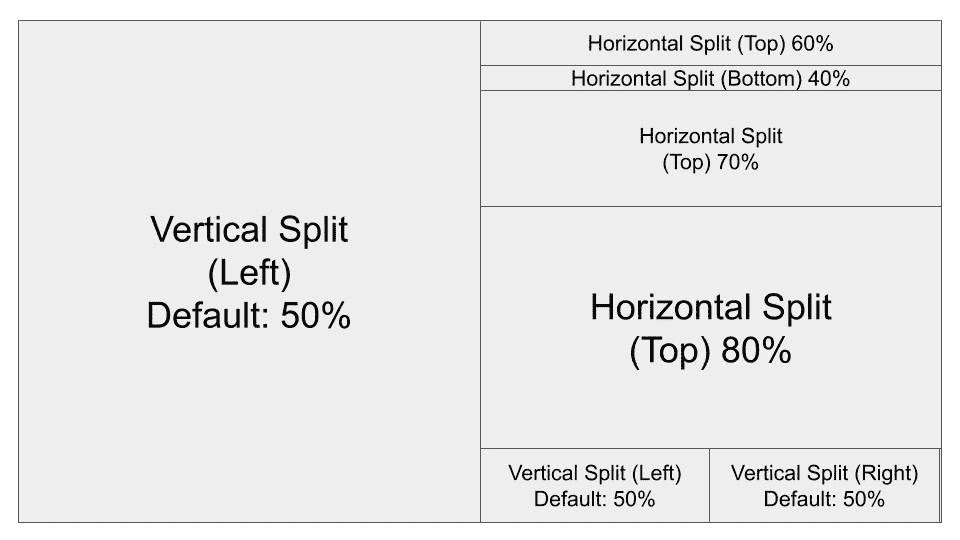 Vertical Split
(Left)
Default: 50%
Horizontal Split (Top) 60%
Horizontal Split (Bottom) 40%
Horizontal Split
(Top) 70%
Horizontal Split
(Top) 80%
Vertical Split (Left)
Default: 50%
Vertical Split (Right)
Default: 50%